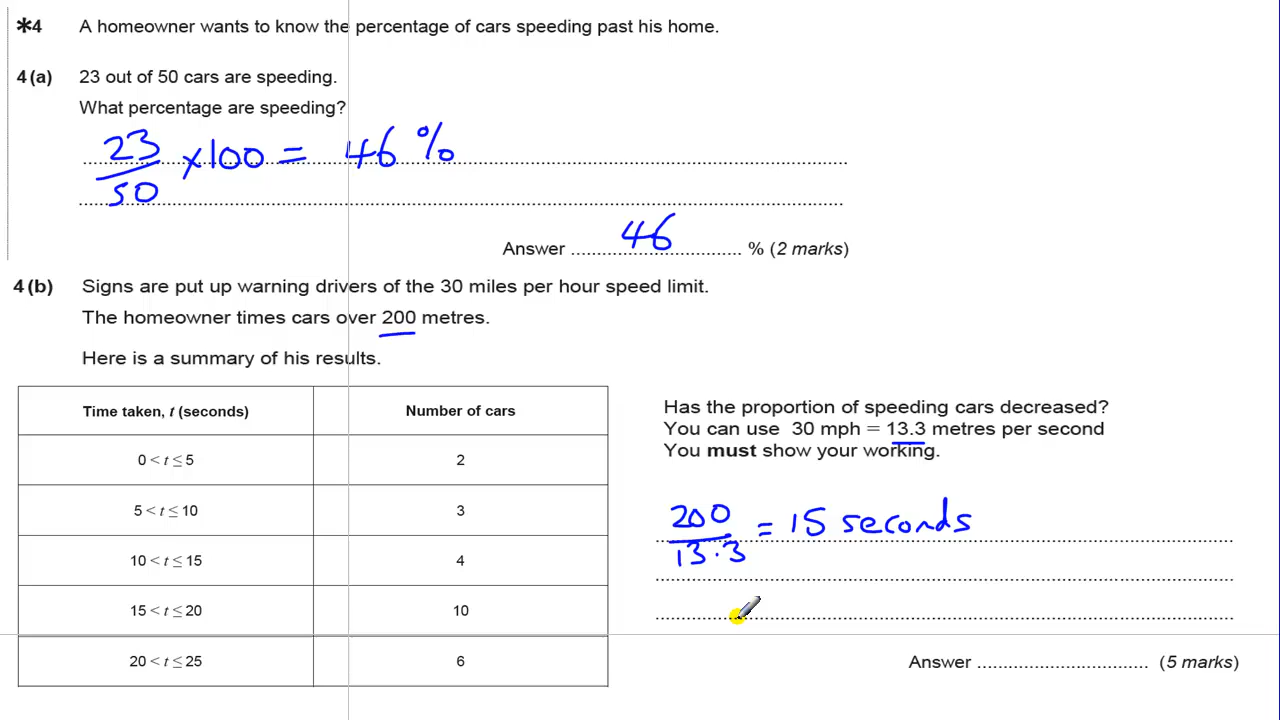 *4 A homeowner wants to know the percentage of cars speeding past his home.
4(a) 23 out of 50 cars are speeding.
What percentage are speeding?
23/50 ×100 = 46 %
Answer 46 % (2 marks)
4(b) Signs are put up warning drivers of the 30 miles per hour speed limit.
The homeowner times cars over 200 metres.
Here is a summary of his results.
Time taken, t (seconds) Number of cars
0 < t ≤ 5 2
5 < t ≤ 10 3
10 < t ≤ 15 4
15 < t ≤ 20 10
20 < t ≤ 25 6
Has the proportion of speeding cars decreased?
You can use 30 mph = 13.3 metres per second
You must show your working.
200/13.3 = 15 seconds
Answer (5 marks)